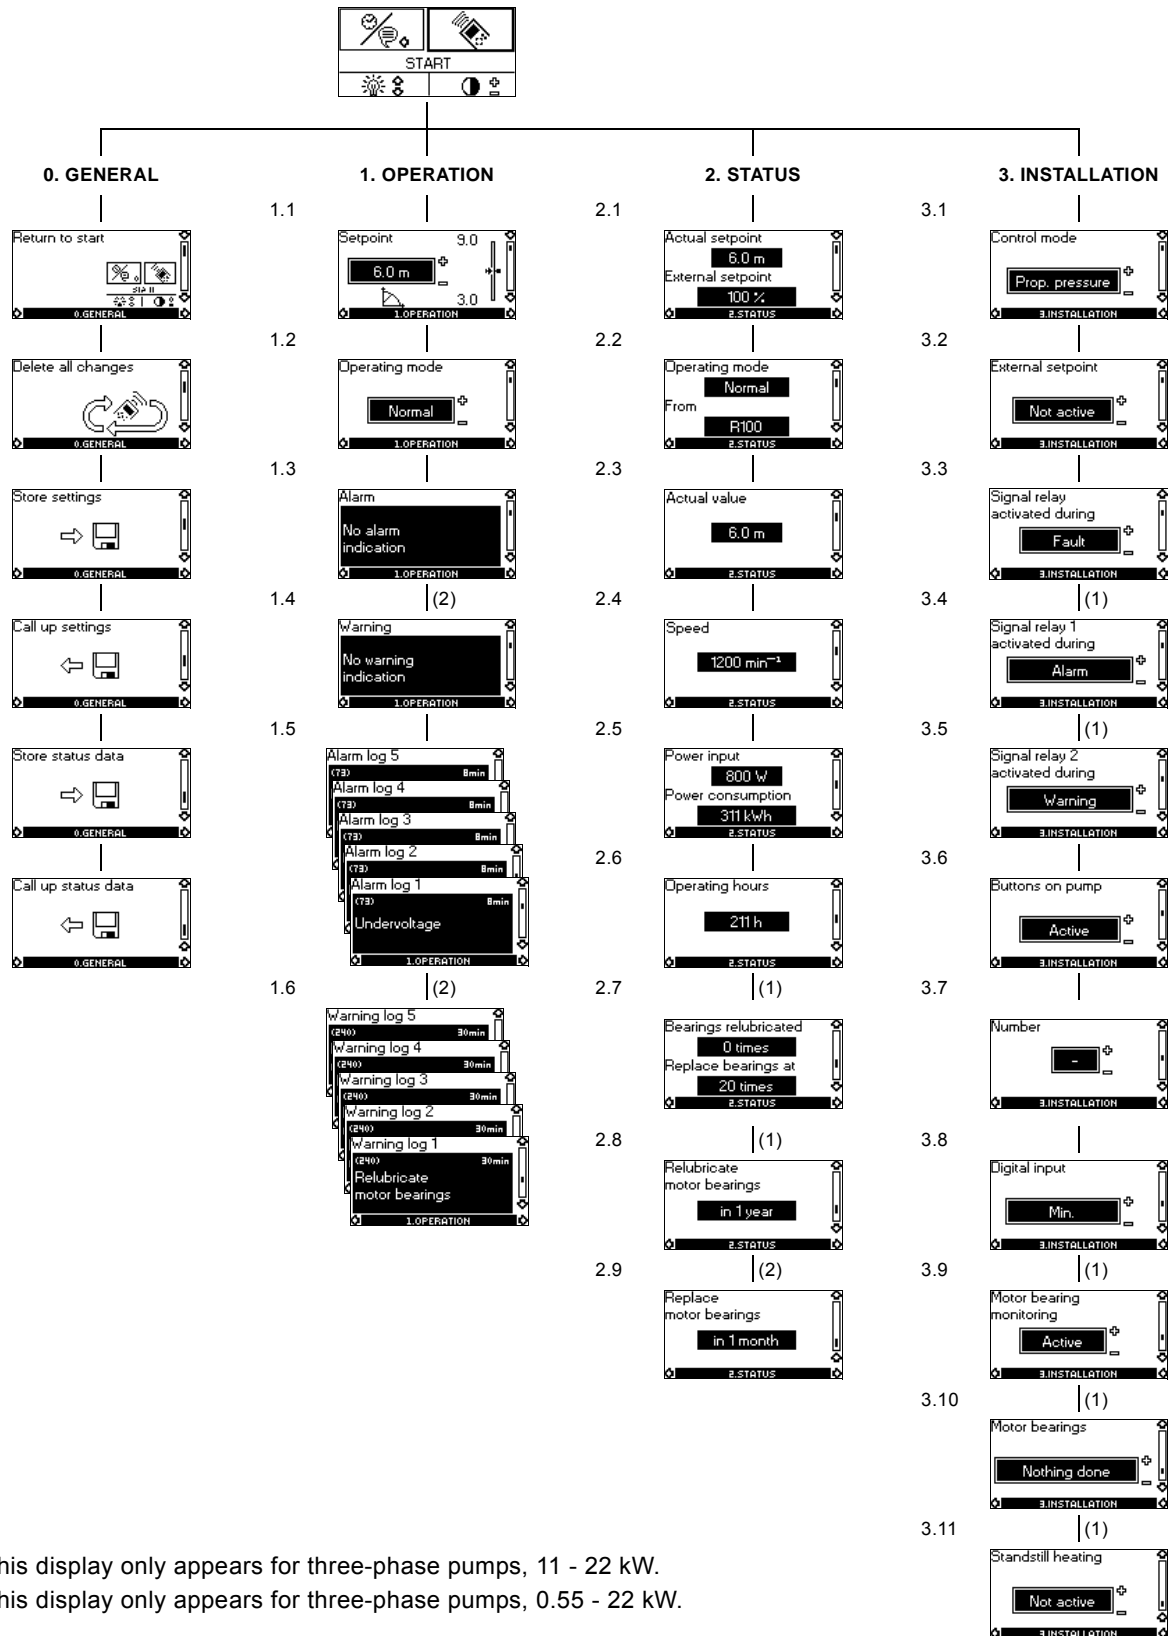 START
0. GENERAL
Return to start
START
0.GENERAL
Delete all changes
0.GENERAL
Store settings
0.GENERAL
Call up settings
0.GENERAL
Store status data
0.GENERAL
Call up status data
0.GENERAL
1. OPERATION
1.1
Setpoint
9.0
6.0 m
3.0
1.OPERATION
1.2
Operating mode
Normal
1.OPERATION
1.3
Alarm
No alarm
indication
1.OPERATION
1.4
(2)
Warning
No warning
indication
1.OPERATION
1.5
Alarm log 5
(73) 8min
Alarm log 4
(73) 8min
Alarm log 3
(73) 8min
Alarm log 2
(73) 8min
Alarm log 1
(73) 8min
Undervoltage
1.OPERATION
1.6
(2)
Warning log 5
(240) 30min
Warning log 4
(240) 30min
Warning log 3
(240) 30min
Warning log 2
(240) 30min
Warning log 1
(240) 30min
Relubricate
motor bearings
1.OPERATION
2. STATUS
2.1
Actual setpoint
6.0 m
External setpoint
100 %
2.STATUS
2.2
Operating mode
Normal
From
R100
2.STATUS
2.3
Actual value
6.0 m
2.STATUS
2.4
Speed
1200 min⁻¹
2.STATUS
2.5
Power input
800 W
Power consumption
311 kWh
2.STATUS
2.6
Operating hours
211 h
2.STATUS
2.7
(1)
Bearings relubricated
0 times
Replace bearings at
20 times
2.STATUS
2.8
(1)
Relubricate
motor bearings
in 1 year
2.STATUS
2.9
(2)
Replace
motor bearings
in 1 month
2.STATUS
3. INSTALLATION
3.1
Control mode
Prop. pressure
3.INSTALLATION
3.2
External setpoint
Not active
3.INSTALLATION
3.3
Signal relay
activated during
Fault
3.INSTALLATION
3.4
(1)
Signal relay 1
activated during
Alarm
3.INSTALLATION
3.5
(1)
Signal relay 2
activated during
Warning
3.INSTALLATION
3.6
Buttons on pump
Active
3.INSTALLATION
3.7
Number
-
3.INSTALLATION
3.8
Digital input
Min.
3.INSTALLATION
3.9
(1)
Motor bearing
monitoring
Active
3.INSTALLATION
3.10
(1)
Motor bearings
Nothing done
3.INSTALLATION
3.11
(1)
Standstill heating
Not active
3.INSTALLATION
his display only appears for three-phase pumps, 11 - 22 kW.
his display only appears for three-phase pumps, 0.55 - 22 kW.